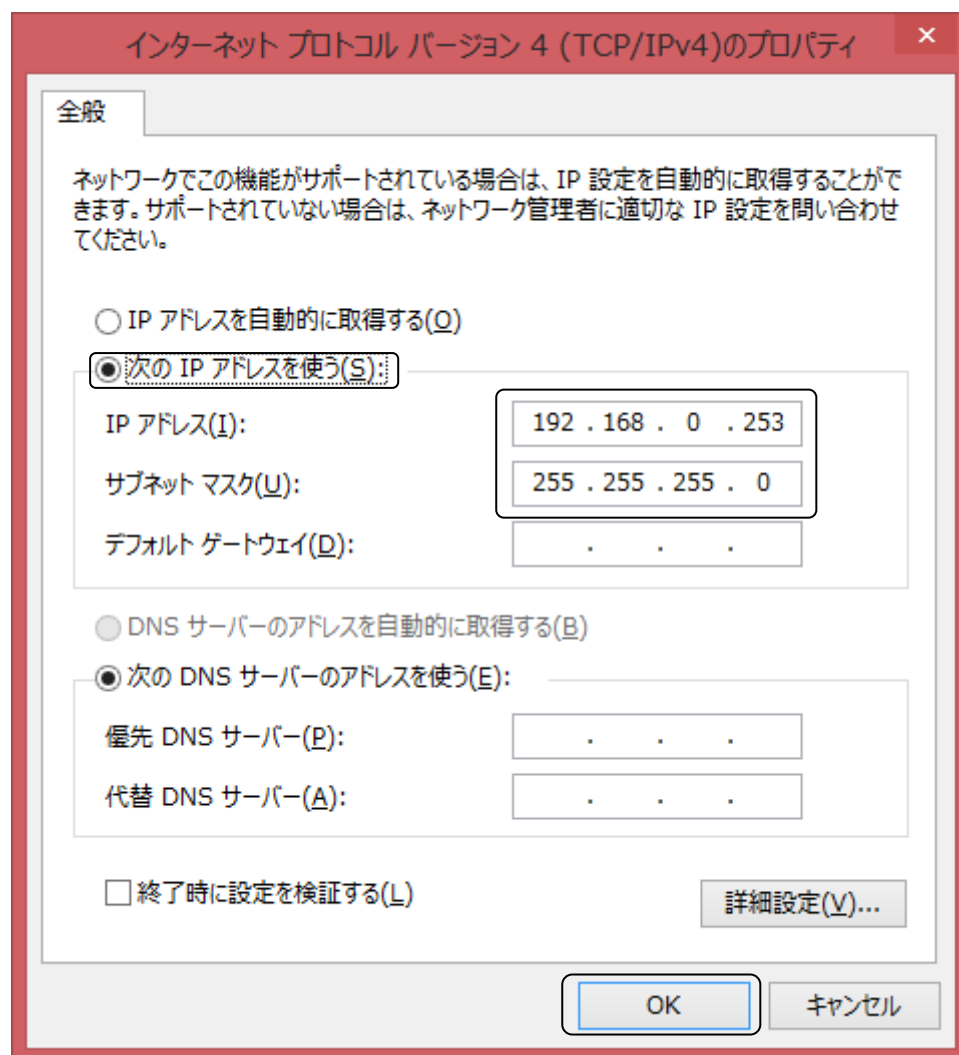 インターネット プロトコル バージョン 4 (TCP/IPv4)のプロパティ
×
全般
ネットワークでこの機能がサポートされている場合は、IP 設定を自動的に取得することがで
きます。サポートされていない場合は、ネットワーク管理者に適切な IP 設定を問い合わせ
てください。
IP アドレスを自動的に取得する(O)
次の IP アドレスを使う(S):
IP アドレス(I): 192 . 168 . 0 . 253
サブネット マスク(U): 255 . 255 . 255 . 0
デフォルト ゲートウェイ(D): . . .
DNS サーバーのアドレスを自動的に取得する(B)
次の DNS サーバーのアドレスを使う(E):
優先 DNS サーバー(P): . . .
代替 DNS サーバー(A): . . .
終了時に設定を検証する(L)
詳細設定(V)...
OK キャンセル